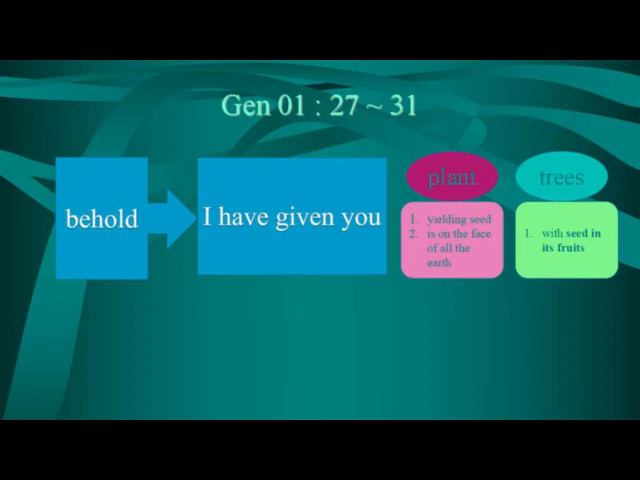 Gen 01 : 27 ~ 31
behold
I have given you
plant
1. yielding seed
2. is on the face
of all the
earth
trees
1. with seed in
its fruits